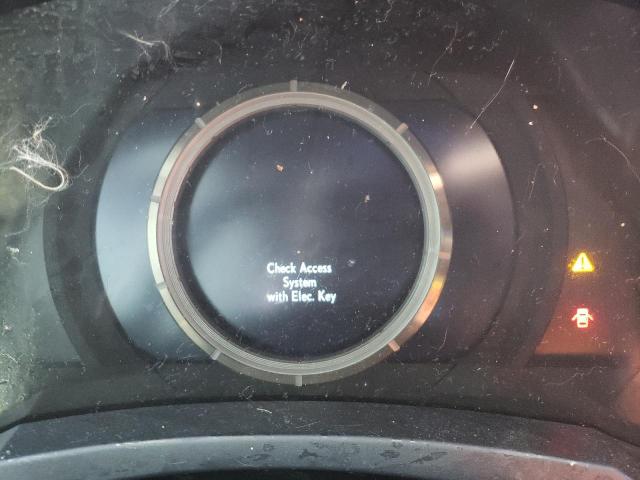 Check Access
System
with Elec. Key